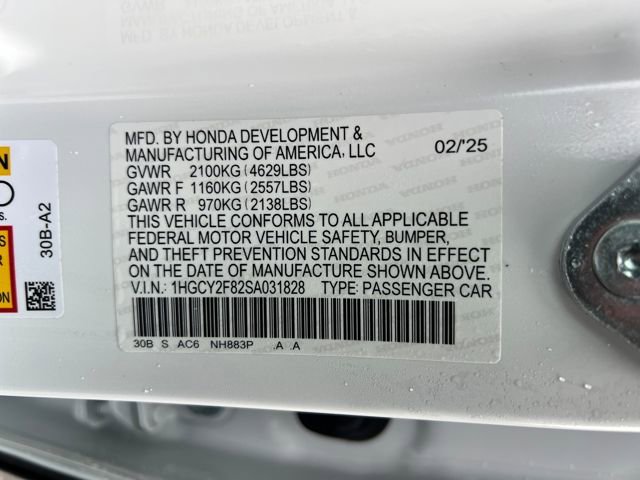 MFD. BY HONDA DEVELOPMENT &
MANUFACTURING OF AMERICA, LLC 02/'25
GVWR 2100KG (4629LBS)
GAWR F 1160KG (2557LBS)
GAWR R 970KG (2138LBS)
THIS VEHICLE CONFORMS TO ALL APPLICABLE
FEDERAL MOTOR VEHICLE SAFETY, BUMPER,
AND THEFT PREVENTION STANDARDS IN EFFECT
ON THE DATE OF MANUFACTURE SHOWN ABOVE.
V.I.N.: 1HGCY2F82SA031828 TYPE: PASSENGER CAR
30B S AC6 NH883P .A .A
30B-A2